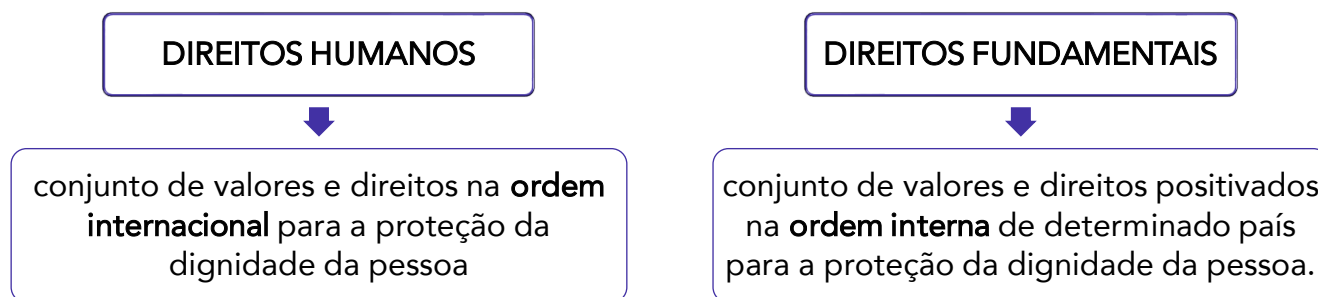 DIREITOS HUMANOS
conjunto de valores e direitos na ordem
internacional para a proteção da
dignidade da pessoa
DIREITOS FUNDAMENTAIS
conjunto de valores e direitos positivados
na ordem interna de determinado país
para a proteção da dignidade da pessoa.